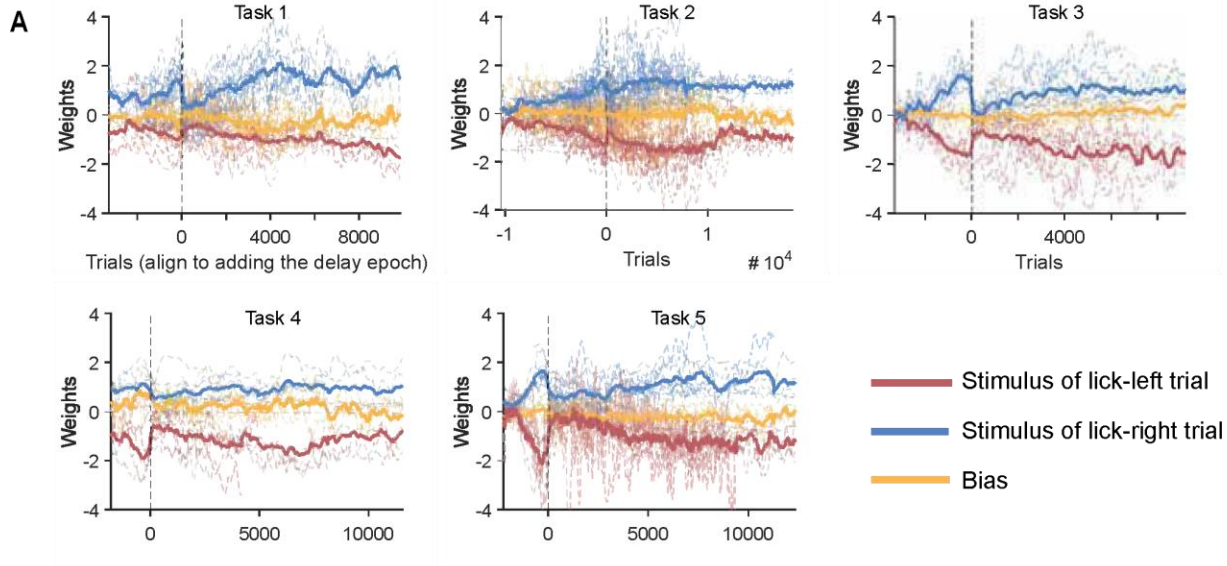 A
Task 1
Task 2
Task 3
4
2
0
-2
-4
Weights
0
4000
8000
Trials (align to adding the delay epoch)
4
2
0
-2
-4
Weights
-1
0
1
Trials
# 10⁴
4
2
0
-2
-4
Weights
0
4000
Trials
Task 4
Task 5
4
2
0
-2
-4
Weights
0
5000
10000
4
2
0
-2
-4
Weights
0
5000
10000
Stimulus of lick-left trial
Stimulus of lick-right trial
Bias